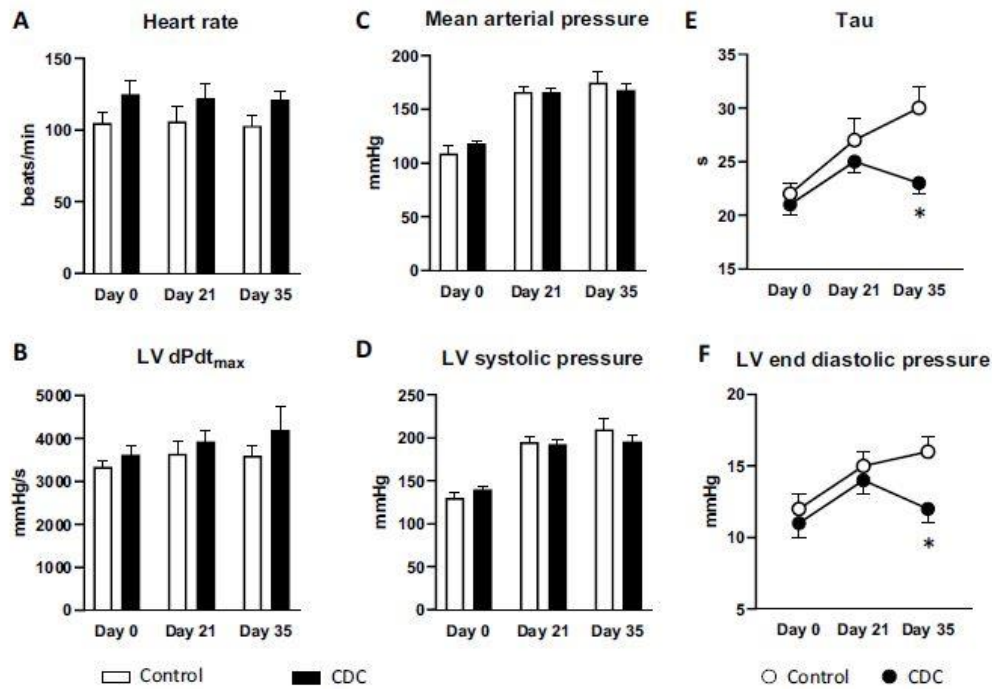 A
Heart rate
150
100
50
0
beats/min
Day 0 Day 21 Day 35
B
LV dPdtmax
5000
4000
3000
2000
1000
0
mmHg/s
Day 0 Day 21 Day 35
C
Mean arterial pressure
200
150
100
50
0
mmHg
Day 0 Day 21 Day 35
D
LV systolic pressure
250
200
150
100
50
0
mmHg
Day 0 Day 21 Day 35
E
Tau
35
30
25
20
15
s
*
Day 0 Day 21 Day 35
F
LV end diastolic pressure
20
15
10
5
mmHg
*
Day 0 Day 21 Day 35
Control CDC
Control CDC